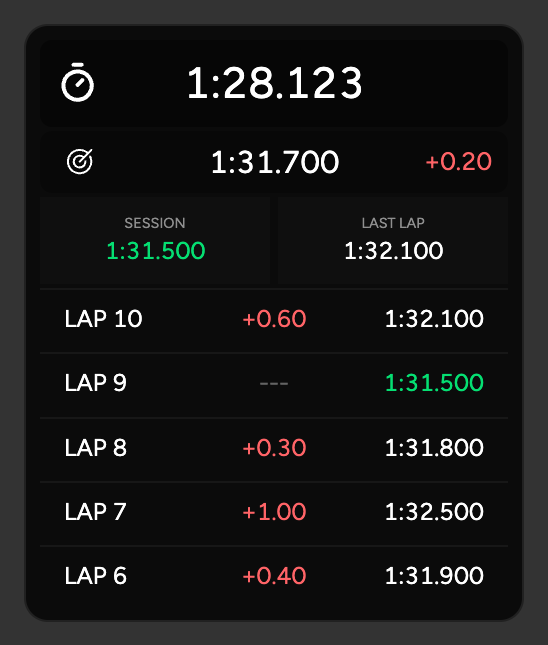 1:28.123
1:31.700 +0.20
SESSION LAST LAP
1:31.500 1:32.100
LAP 10 +0.60 1:32.100
LAP 9 --- 1:31.500
LAP 8 +0.30 1:31.800
LAP 7 +1.00 1:32.500
LAP 6 +0.40 1:31.900